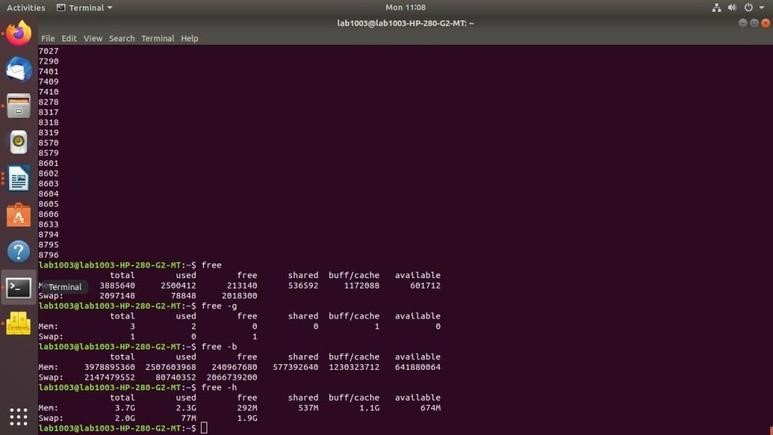 Activities Terminal Mon 11:08
lab1003@lab1003-HP-280-G2-MT: ~
File Edit View Search Terminal Help
7027
7290
7401
7409
7410
8278
8317
8318
8319
8570
8579
8601
8602
8603
8604
8605
8606
8633
8794
8795
8796
lab1003@lab1003-HP-280-G2-MT:~$ free
total used free shared buff/cache available
Me 3885640 2500412 213140 536592 1172088 601712
Terminal
Swap: 2097148 78848 2018300
lab1003@lab1003-HP-280-G2-MT:~$ free -g
total used free shared buff/cache available
Mem: 3 2 0 0 1 0
Swap: 1 0 1
lab1003@lab1003-HP-280-G2-MT:~$ free -b
total used free shared buff/cache available
Mem: 3978895360 2507603968 240967680 577392640 1230323712 641880064
Swap: 2147479552 80740352 2066739200
lab1003@lab1003-HP-280-G2-MT:~$ free -h
total used free shared buff/cache available
Mem: 3.7G 2.3G 292M 537M 1.1G 674M
Swap: 2.0G 77M 1.9G
lab1003@lab1003-HP-280-G2-MT:~$